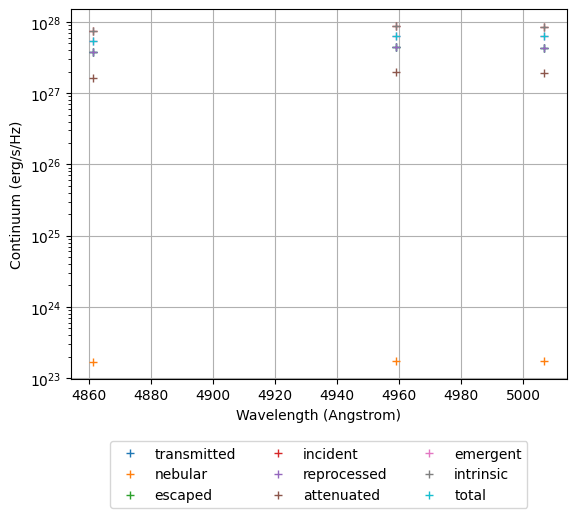 10^28
10^27
10^26
10^25
10^24
10^23
Continuum (erg/s/Hz)
4860 4880 4900 4920 4940 4960 4980 5000
Wavelength (Angstrom)
transmitted incident emergent
nebular reprocessed intrinsic
escaped attenuated total